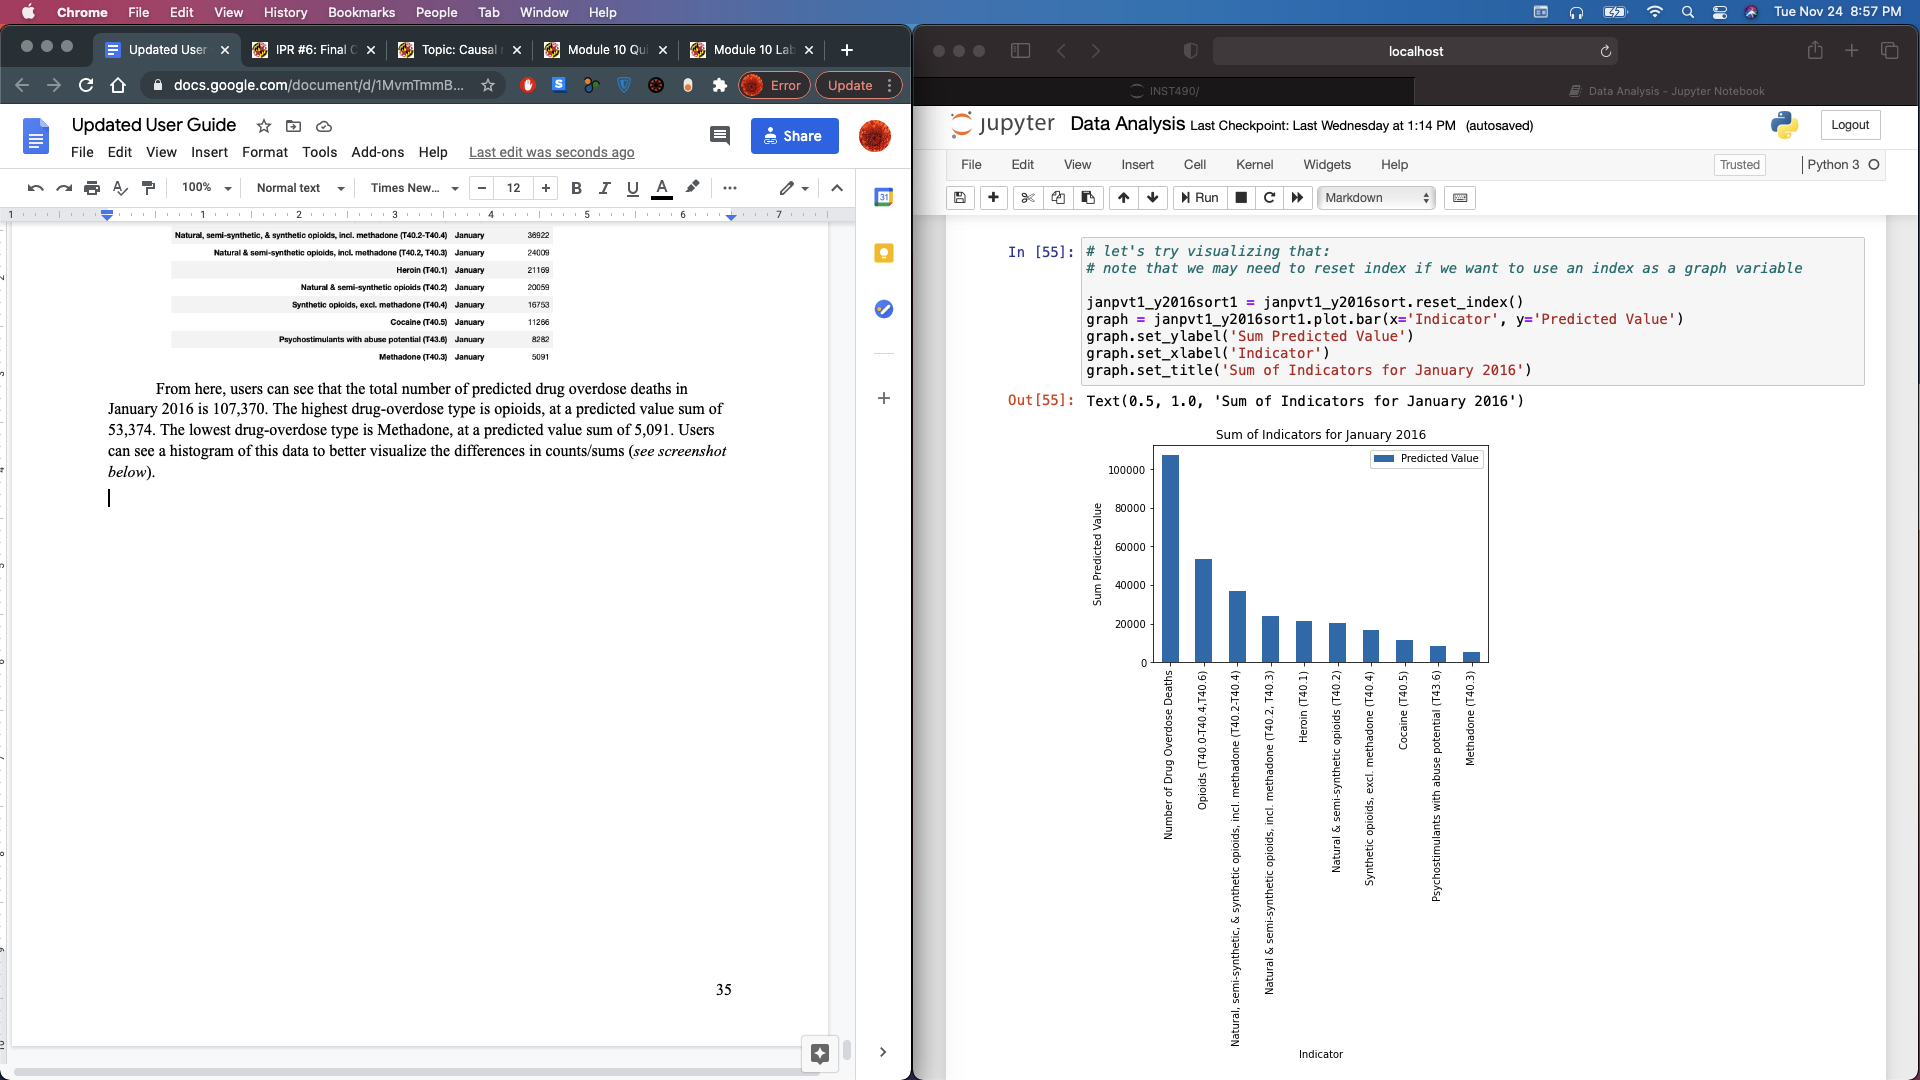 Chrome File Edit View History Bookmarks People Tab Window Help Tue Nov 24 8:57 PM
Updated User IPR #6: Final C Topic: Causal Module 10 Qui Module 10 Lab
docs.google.com/document/d/1MvmTmmB... Error Update
Updated User Guide
File Edit View Insert Format Tools Add-ons Help Last edit was seconds ago
Share
100% Normal text Times New... 12 B I U A
1 1 2 3 4 5 6 7
Natural, semi-synthetic, & synthetic opioids, incl. methadone (T40.2-T40.4) January 36922
Natural & semi-synthetic opioids, incl. methadone (T40.2, T40.3) January 24009
Heroin (T40.1) January 21169
Natural & semi-synthetic opioids (T40.2) January 20059
Synthetic opioids, excl. methadone (T40.4) January 16753
Cocaine (T40.5) January 11266
Psychostimulants with abuse potential (T43.6) January 8282
Methadone (T40.3) January 5091
From here, users can see that the total number of predicted drug overdose deaths in
January 2016 is 107,370. The highest drug-overdose type is opioids, at a predicted value sum of
53,374. The lowest drug-overdose type is Methadone, at a predicted value sum of 5,091. Users
can see a histogram of this data to better visualize the differences in counts/sums (see screenshot
below).
35
localhost
INST490/ Data Analysis - Jupyter Notebook
jupyter Data Analysis Last Checkpoint: Last Wednesday at 1:14 PM (autosaved) Logout
File Edit View Insert Cell Kernel Widgets Help Trusted Python 3
Run Markdown
In [55]: # let's try visualizing that:
# note that we may need to reset index if we want to use an index as a graph variable
janpvt1_y2016sort1 = janpvt1_y2016sort.reset_index()
graph = janpvt1_y2016sort1.plot.bar(x='Indicator', y='Predicted Value')
graph.set_ylabel('Sum Predicted Value')
graph.set_xlabel('Indicator')
graph.set_title('Sum of Indicators for January 2016')
Out[55]: Text(0.5, 1.0, 'Sum of Indicators for January 2016')
Sum of Indicators for January 2016
Predicted Value
Sum Predicted Value
100000
80000
60000
40000
20000
0
Number of Drug Overdose Deaths
Opioids (T40.0-T40.4,T40.6)
Natural, semi-synthetic, & synthetic opioids, incl. methadone (T40.2-T40.4)
Natural & semi-synthetic opioids, incl. methadone (T40.2, T40.3)
Heroin (T40.1)
Natural & semi-synthetic opioids (T40.2)
Synthetic opioids, excl. methadone (T40.4)
Cocaine (T40.5)
Psychostimulants with abuse potential (T43.6)
Methadone (T40.3)
Indicator